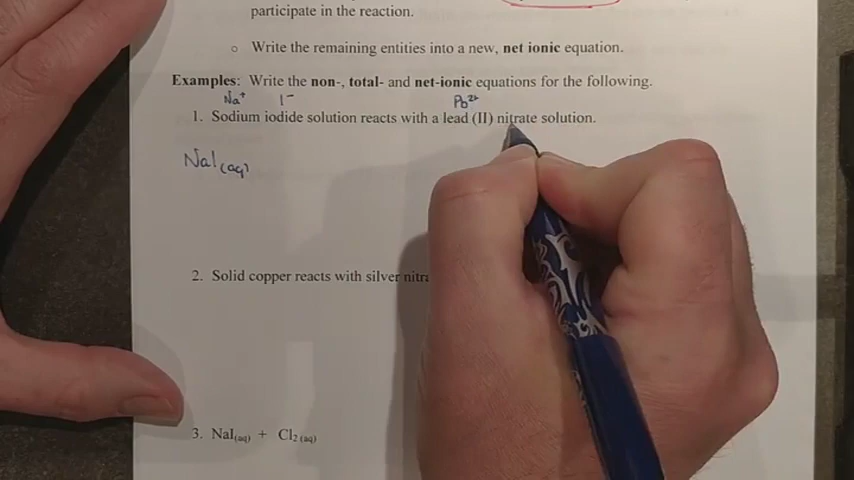 participate in the reaction.
○ Write the remaining entities into a new, net ionic equation.
Examples: Write the non-, total- and net-ionic equations for the following.
Na⁺ I⁻ Pb²⁺
1. Sodium iodide solution reacts with a lead (II) nitrate solution.
NaI(aq)
2. Solid copper reacts with silver
3. NaI(aq) + Cl₂(aq)